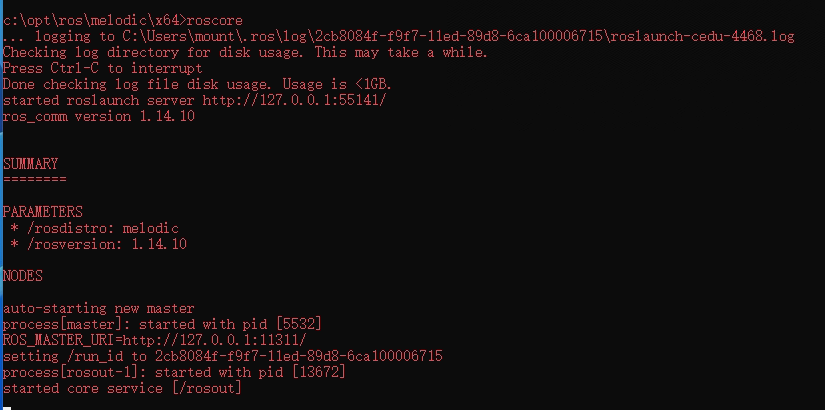 c:\opt\ros\melodic\x64>roscore
... logging to C:\Users\mount\.ros\log\2cb8084f-f9f7-11ed-89d8-6ca100006715\roslaunch-cedu-4468.log
Checking log directory for disk usage. This may take a while.
Press Ctrl-C to interrupt
Done checking log file disk usage. Usage is <1GB.
started roslaunch server http://127.0.0.1:55141/
ros_comm version 1.14.10
SUMMARY
========
PARAMETERS
* /rosdistro: melodic
* /rosversion: 1.14.10
NODES
auto-starting new master
process[master]: started with pid [5532]
ROS_MASTER_URI=http://127.0.0.1:11311/
setting /run_id to 2cb8084f-f9f7-11ed-89d8-6ca100006715
process[rosout-1]: started with pid [13672]
started core service [/rosout]